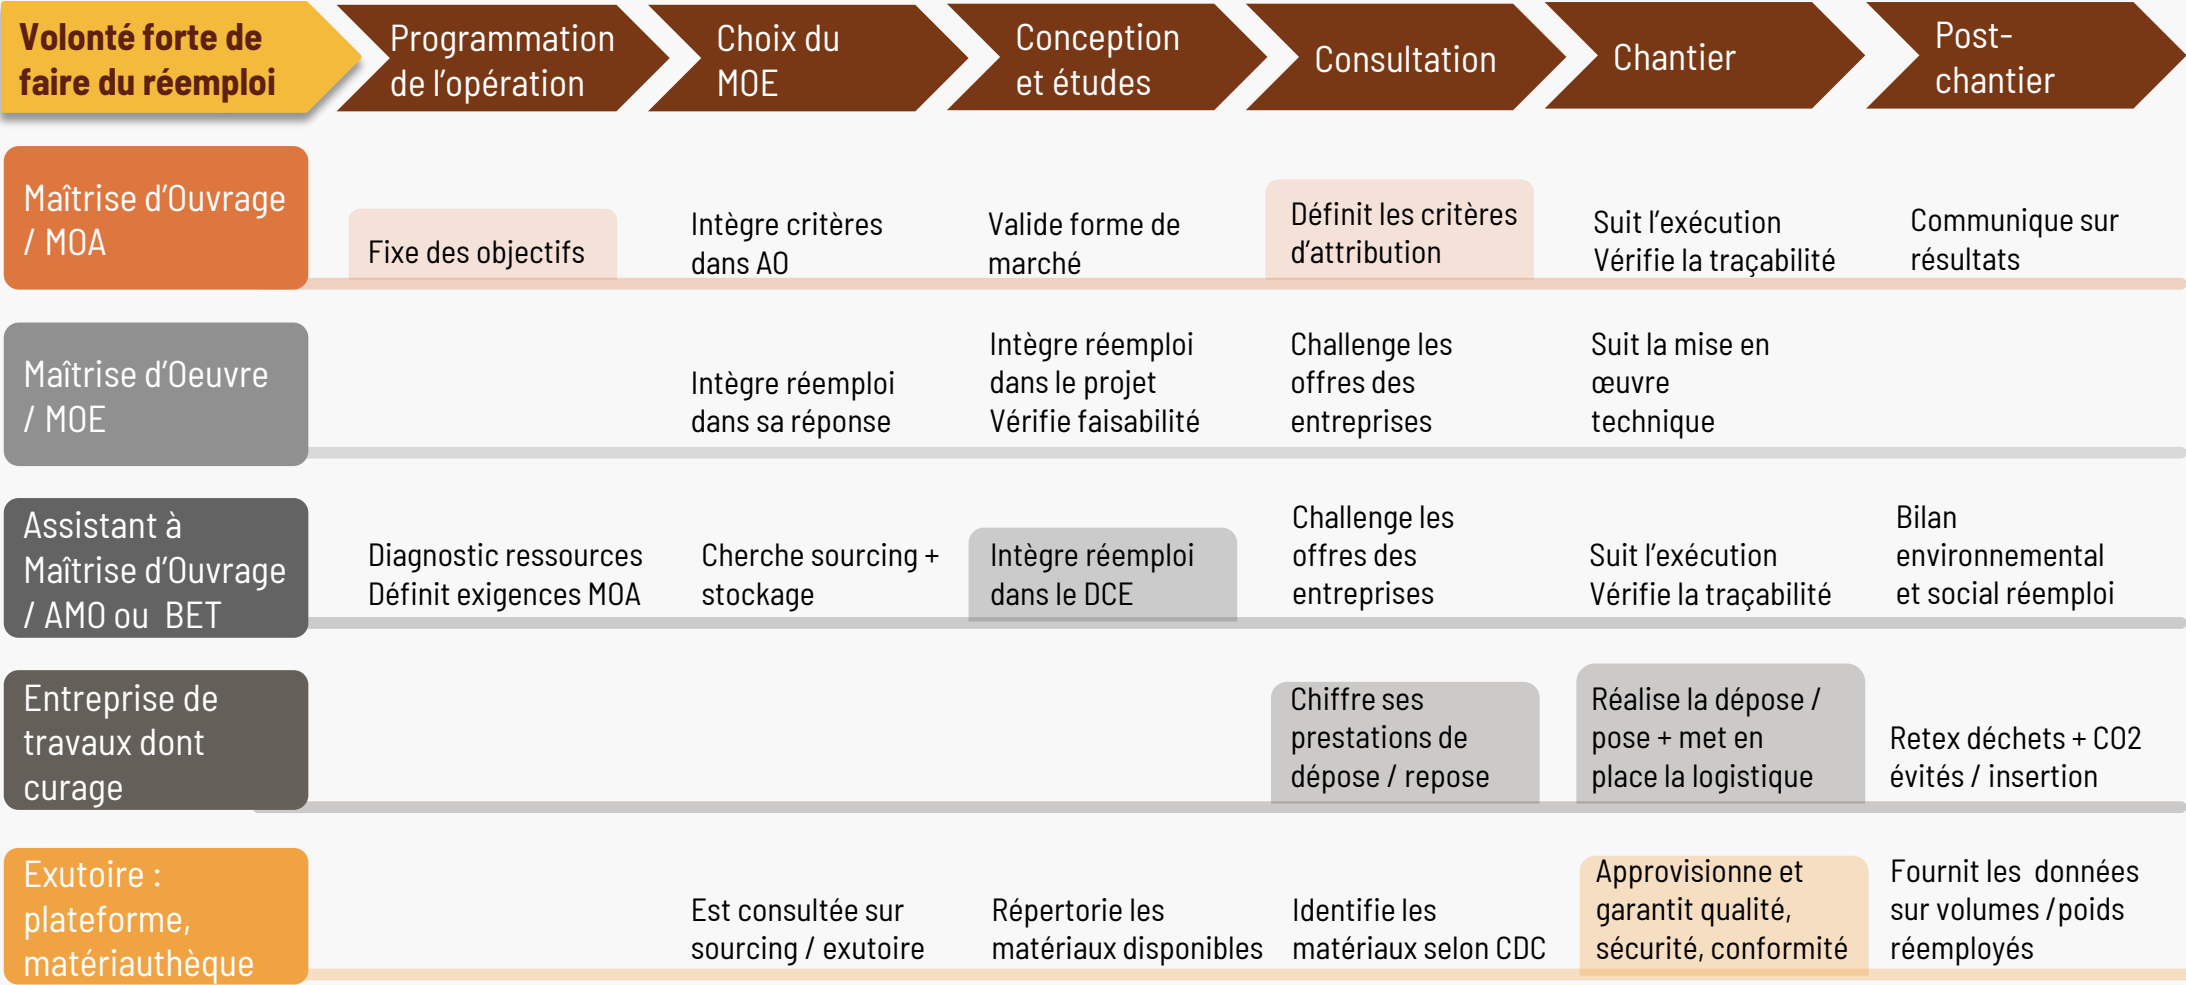 Volonté forte de
faire du réemploi
Programmation
de l'opération
Choix du
MOE
Conception
et études
Consultation
Chantier
Post-
chantier
Maîtrise d'Ouvrage
/ MOA
Fixe des objectifs
Intègre critères
dans AO
Valide forme de
marché
Définit les critères
d'attribution
Suit l'exécution
Vérifie la traçabilité
Communique sur
résultats
Maîtrise d'Oeuvre
/ MOE
Intègre réemploi
dans sa réponse
Intègre réemploi
dans le projet
Vérifie faisabilité
Challenge les
offres des
entreprises
Suit la mise en
œuvre
technique
Assistant à
Maîtrise d'Ouvrage
/ AMO ou BET
Diagnostic ressources
Définit exigences MOA
Cherche sourcing +
stockage
Intègre réemploi
dans le DCE
Challenge les
offres des
entreprises
Suit l'exécution
Vérifie la traçabilité
Bilan
environnemental
et social réemploi
Entreprise de
travaux dont
curage
Chiffre ses
prestations de
dépose / repose
Réalise la dépose /
pose + met en
place la logistique
Retex déchets + CO2
évités / insertion
Exutoire :
plateforme,
matériauthèque
Est consultée sur
sourcing / exutoire
Répertorie les
matériaux disponibles
Identifie les
matériaux selon CDC
Approvisionne et
garantit qualité,
sécurité, conformité
Fournit les données
sur volumes /poids
réemployés